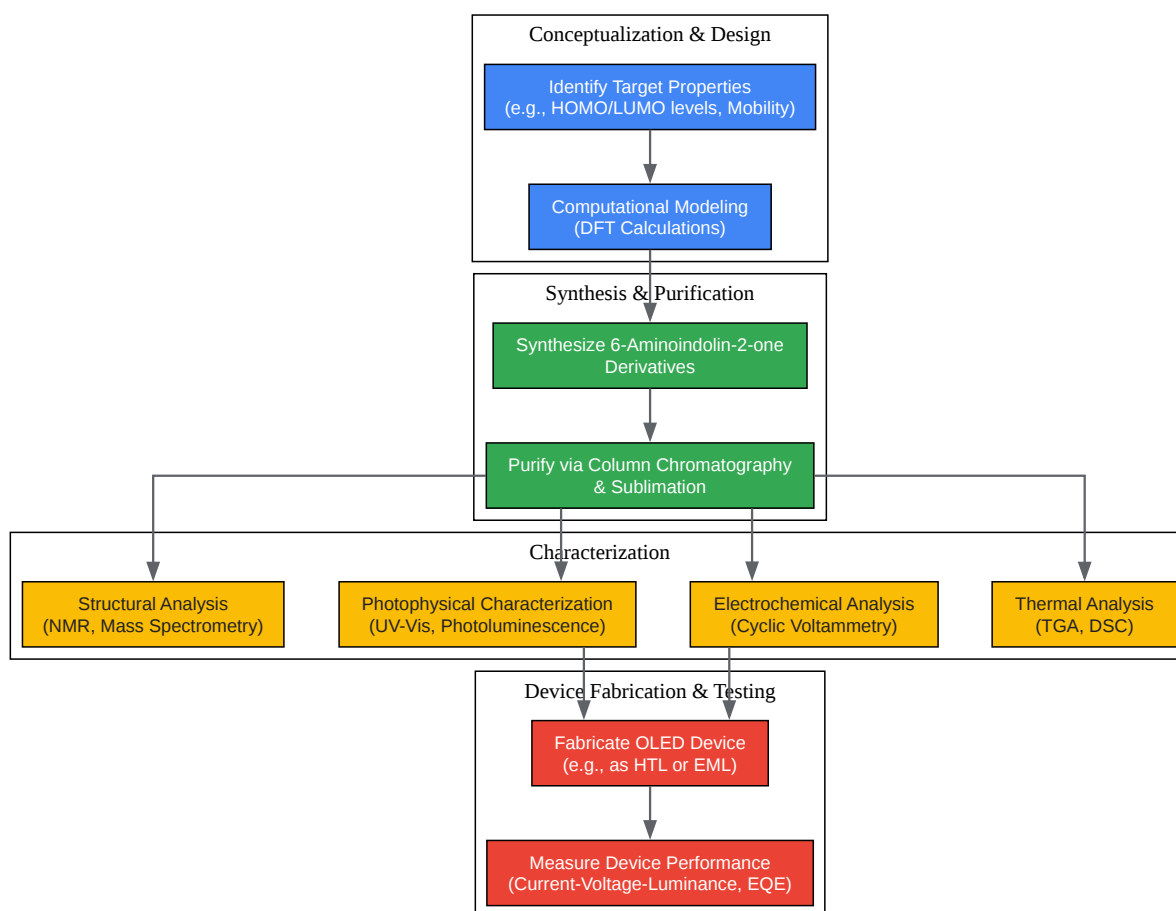 Conceptualization & Design
Identify Target Properties
(e.g., HOMO/LUMO levels, Mobility)
Computational Modeling
(DFT Calculations)
Synthesis & Purification
Synthesize 6-Aminoindolin-2-one
Derivatives
Purify via Column Chromatography
& Sublimation
Characterization
Structural Analysis
(NMR, Mass Spectrometry)
Photophysical Characterization
(UV-Vis, Photoluminescence)
Electrochemical Analysis
(Cyclic Voltammetry)
Thermal Analysis
(TGA, DSC)
Device Fabrication & Testing
Fabricate OLED Device
(e.g., as HTL or EML)
Measure Device Performance
(Current-Voltage-Luminance, EQE)